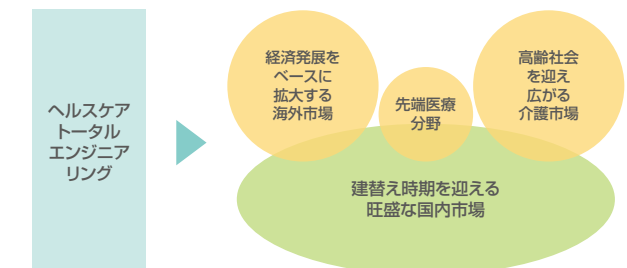 ヘルスケア
トータル
エンジニア
リング
経済発展を
ベースに
拡大する
海外市場
先端医療
分野
高齢社会
を迎え
広がる
介護市場
建替え時期を迎える
旺盛な国内市場